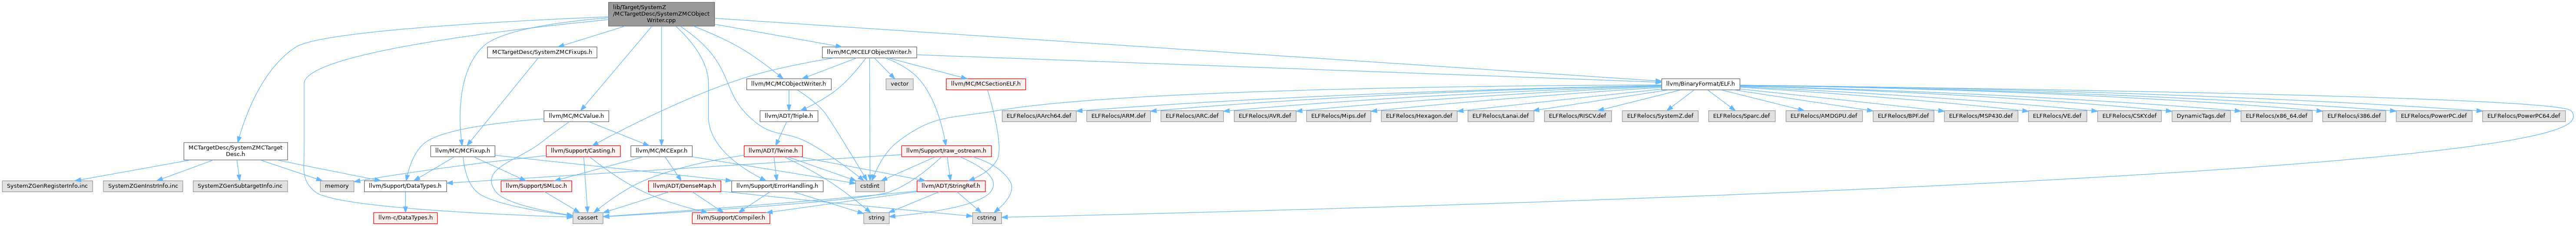 lib/Target/SystemZ
/MCTargetDesc/SystemZMCObject
Writer.cpp
MCTargetDesc/SystemZMCFixups.h
llvm/MC/MCELFObjectWriter.h
llvm/MC/MCObjectWriter.h
vector
llvm/MC/MCSectionELF.h
llvm/BinaryFormat/ELF.h
llvm/MC/MCValue.h
llvm/ADT/Triple.h
ELFRelocs/AArch64.def
ELFRelocs/ARM.def
ELFRelocs/ARC.def
ELFRelocs/AVR.def
ELFRelocs/Mips.def
ELFRelocs/Hexagon.def
ELFRelocs/Lanai.def
ELFRelocs/RISCV.def
ELFRelocs/SystemZ.def
ELFRelocs/Sparc.def
ELFRelocs/AMDGPU.def
ELFRelocs/BPF.def
ELFRelocs/MSP430.def
ELFRelocs/VE.def
ELFRelocs/CSKY.def
DynamicTags.def
ELFRelocs/x86_64.def
ELFRelocs/i386.def
ELFRelocs/PowerPC.def
ELFRelocs/PowerPC64.def
MCTargetDesc/SystemZMCTarget
Desc.h
llvm/MC/MCFixup.h
llvm/Support/Casting.h
llvm/MC/MCExpr.h
llvm/ADT/Twine.h
llvm/Support/raw_ostream.h
SystemZGenRegisterInfo.inc
SystemZGenInstrInfo.inc
SystemZGenSubtargetInfo.inc
memory
llvm/Support/DataTypes.h
llvm/Support/SMLoc.h
llvm/ADT/DenseMap.h
llvm/Support/ErrorHandling.h
cstdint
llvm/ADT/StringRef.h
llvm-c/DataTypes.h
cassert
llvm/Support/Compiler.h
string
cstring